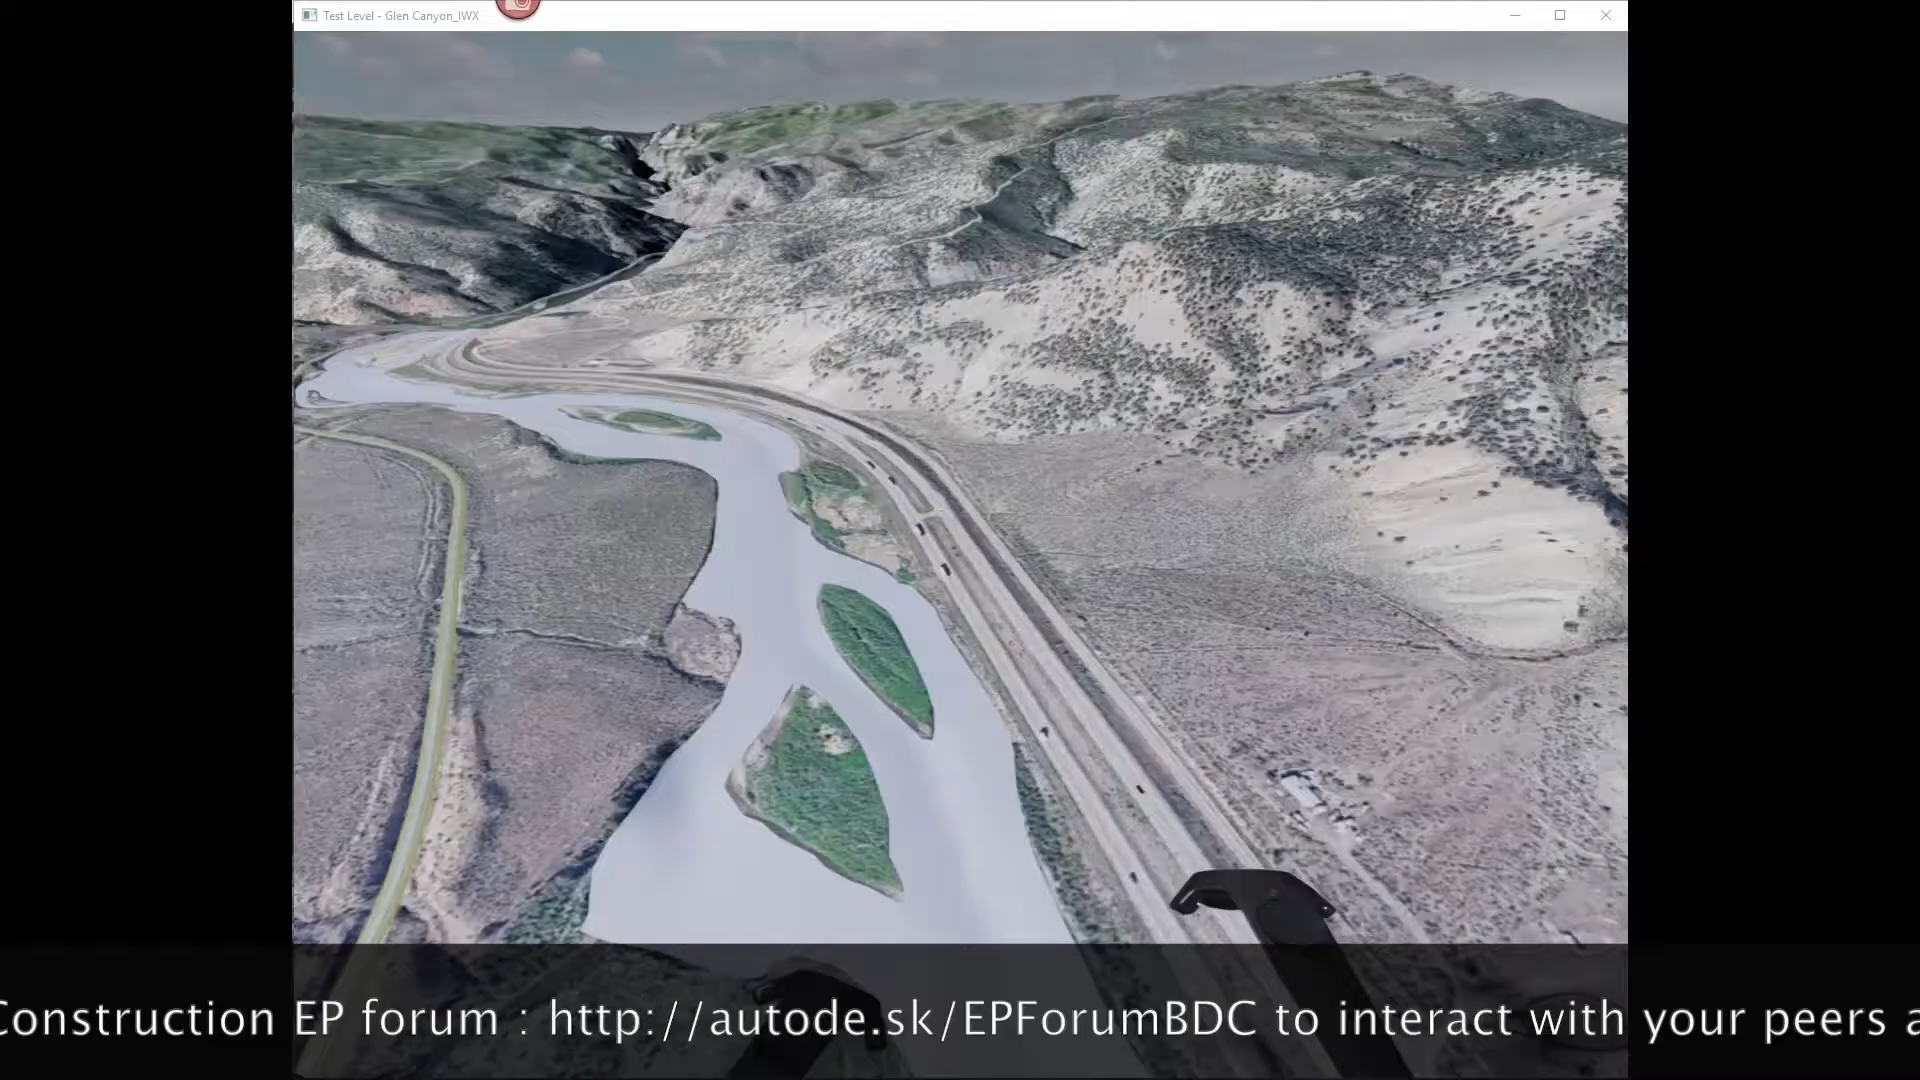 Test Level - Glen Canyon_IWX
Construction EP forum : http://autode.sk/EPForumBDC to interact with your peers a